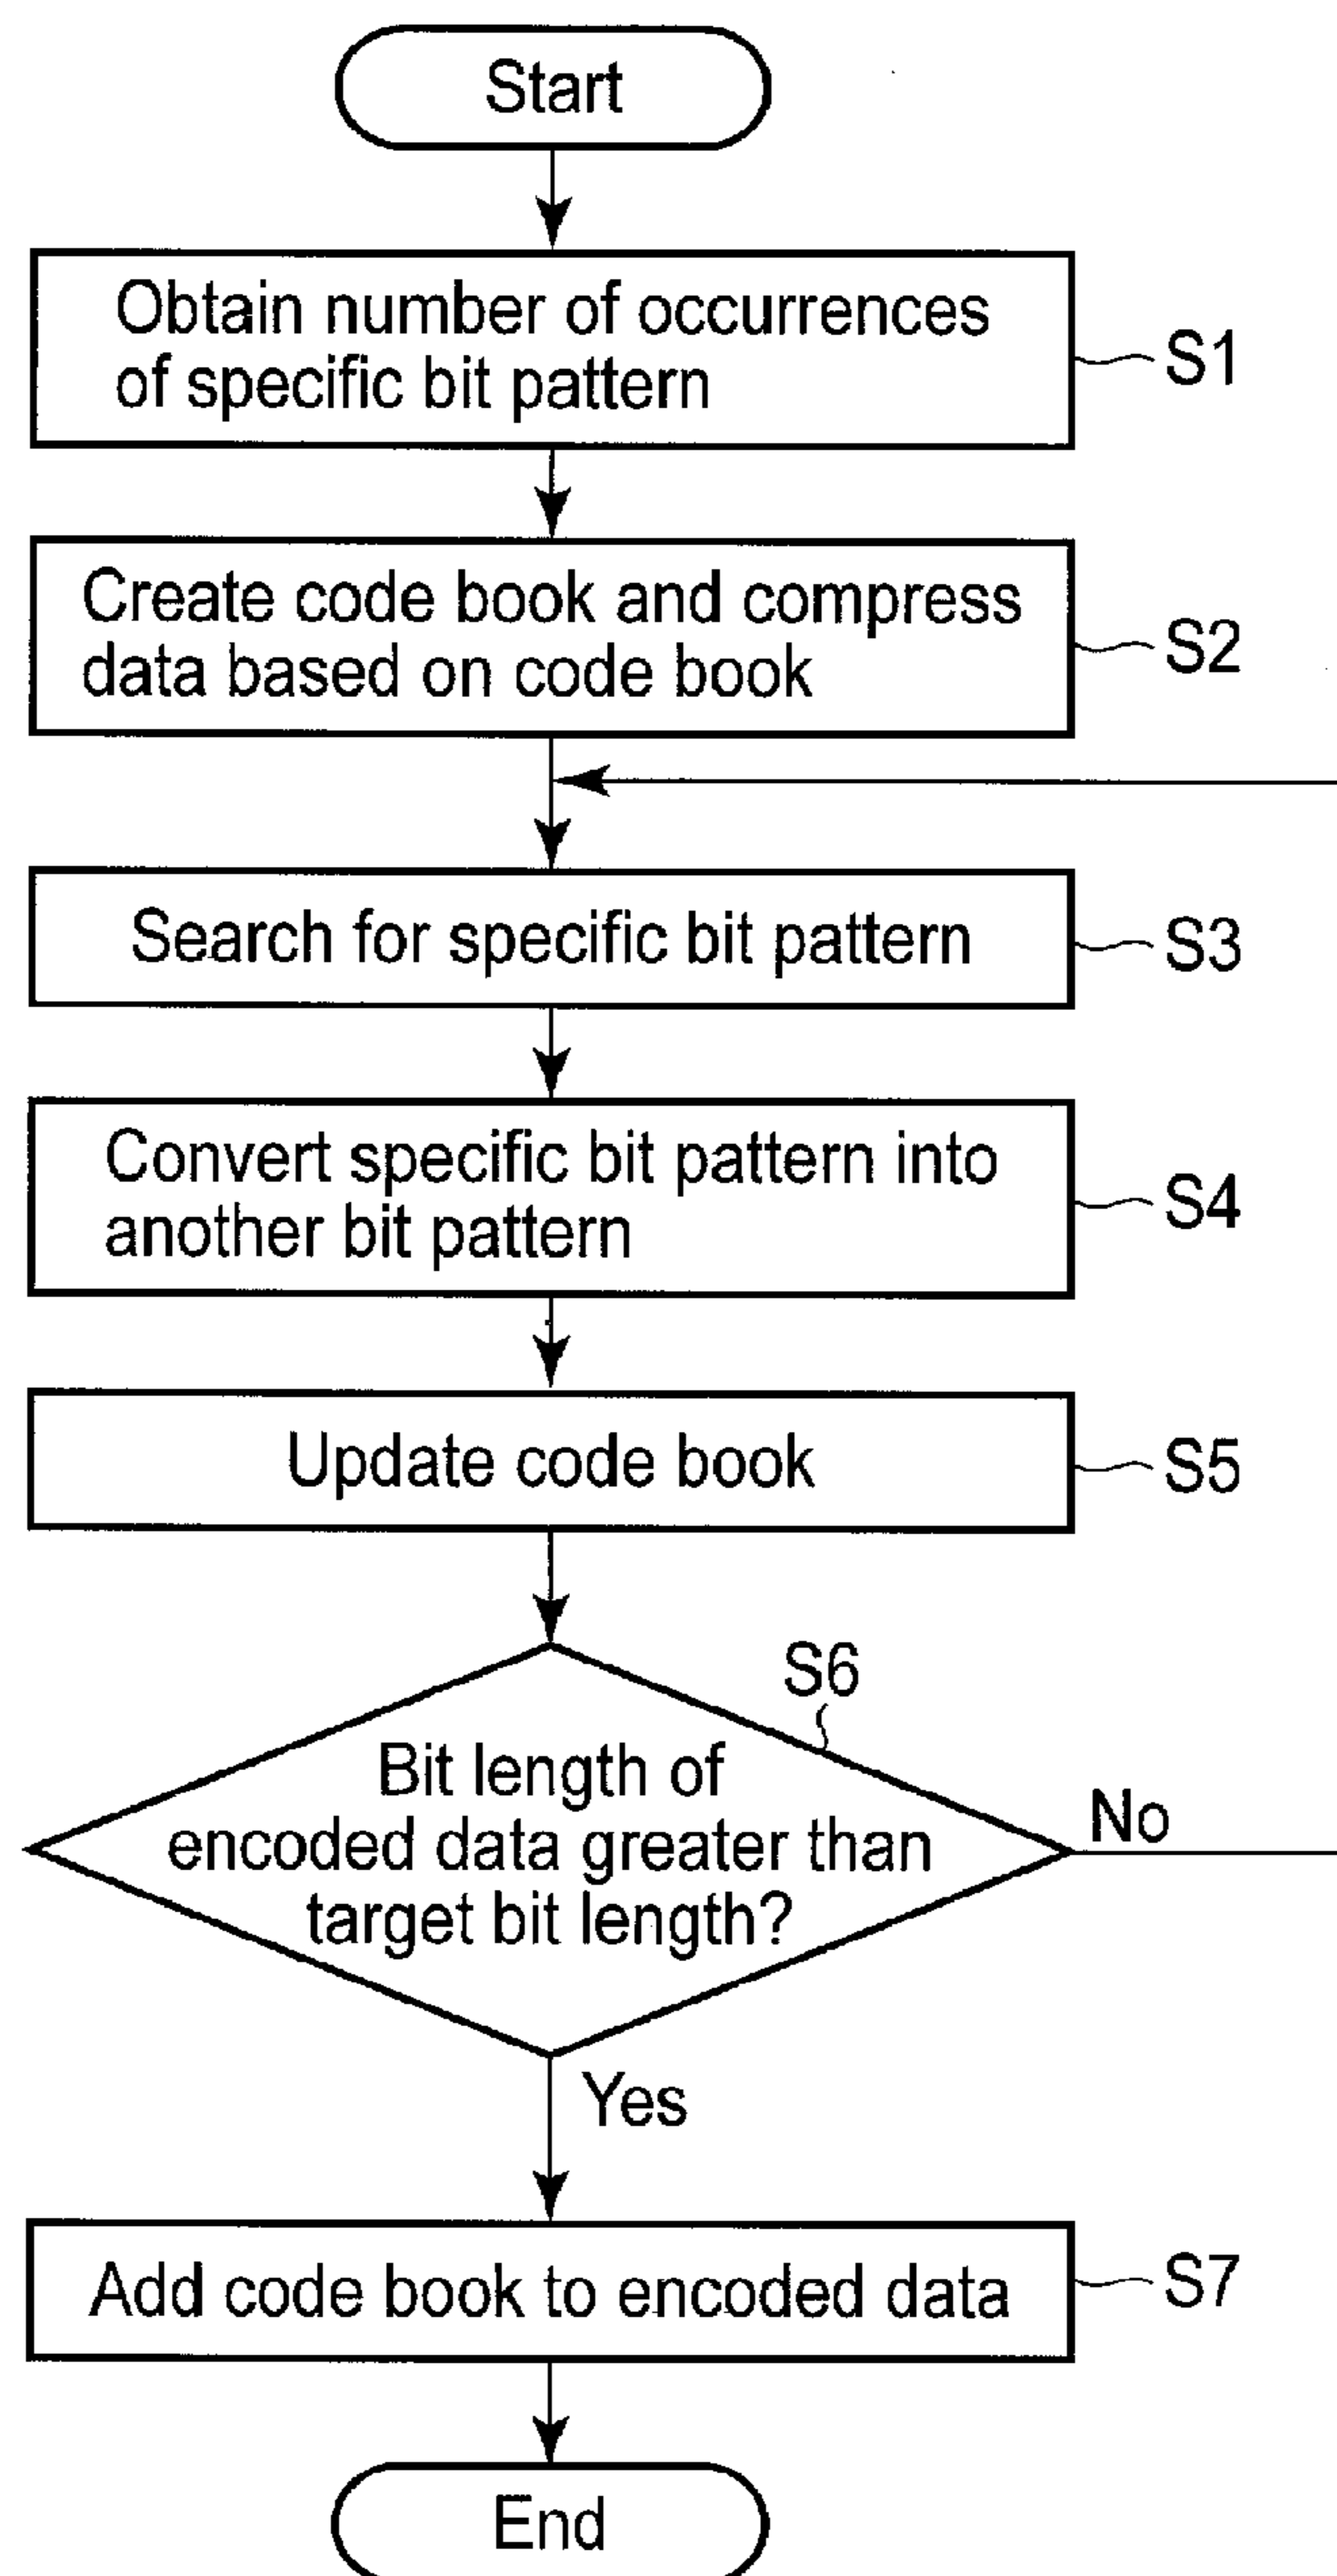 Start
Obtain number of occurrences
of specific bit pattern
S1
Create code book and compress
data based on code book
S2
Search for specific bit pattern
S3
Convert specific bit pattern into
another bit pattern
S4
Update code book
S5
S6
Bit length of
encoded data greater than
target bit length?
No
Yes
Add code book to encoded data
S7
End